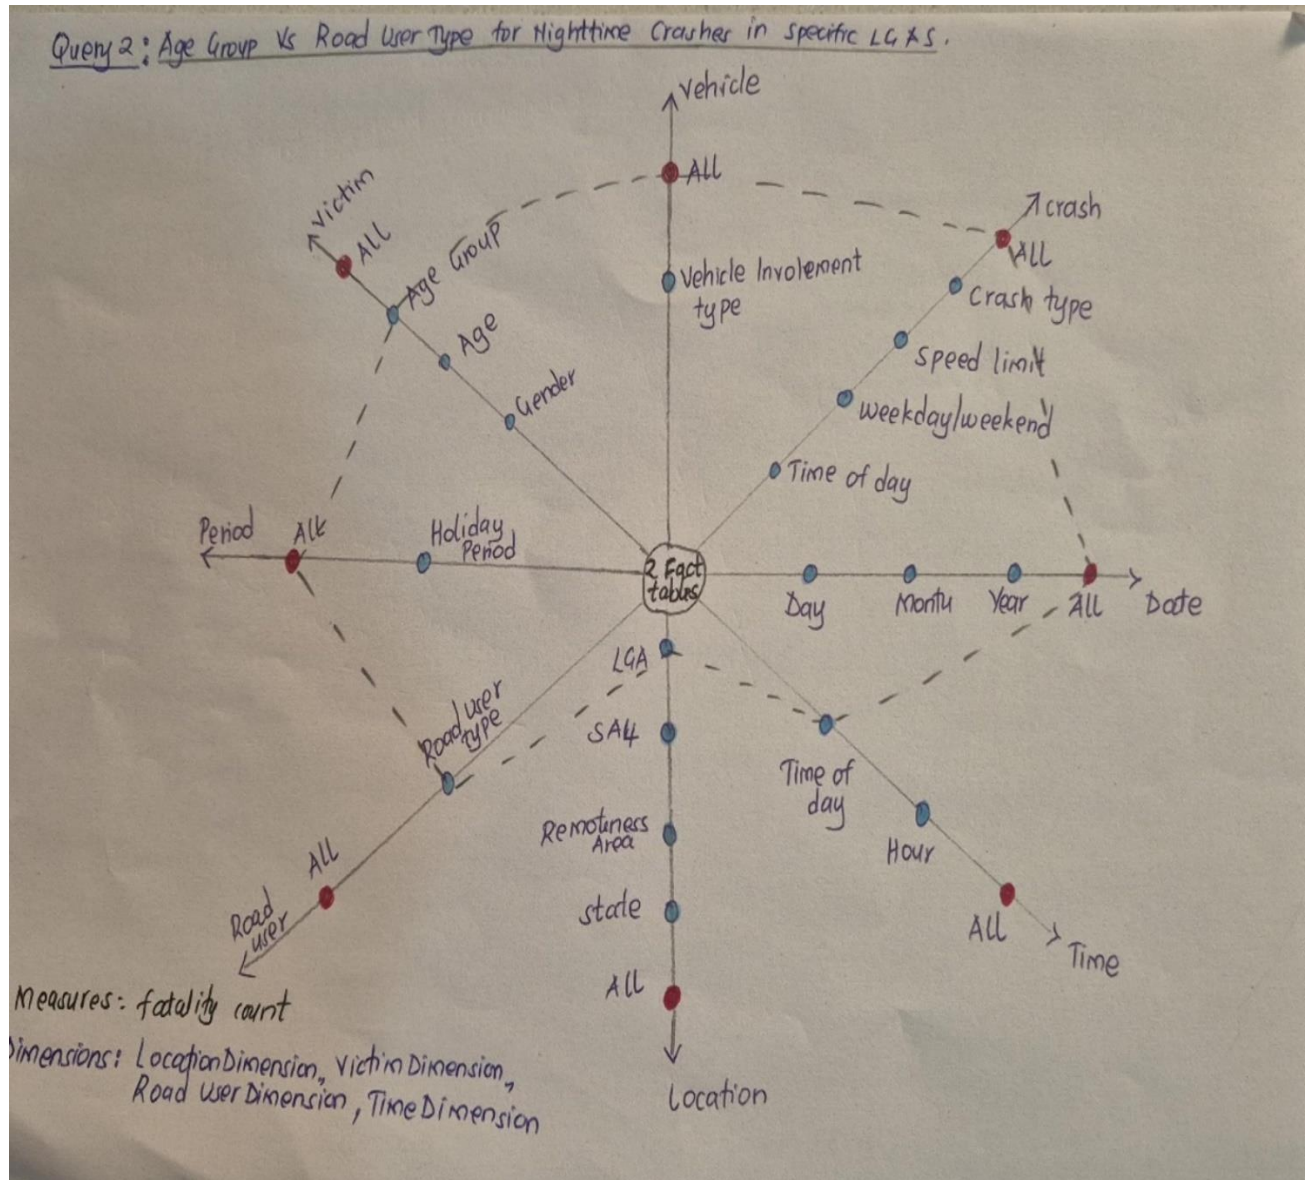 Query 2: Age Group Vs Road User Type for Nighttime Crashes in specific LGAS.
Vehicle
ALL
Vehicle Involement
type
crash
ALL
Crash type
Speed limit
weekday/weekend
Time of day
Victim
ALL
Age Group
Age
Gender
Period
ALL
Holiday
Period
2 Fact
tables
Day
Month
Year
ALL
Date
LGA
SA4
Remoteness
Area
state
ALL
Location
Time of
day
Hour
ALL
Time
Road user
type
ALL
Road
user
Measures: fatality count
Dimensions: Location Dimension, Victim Dimension,
Road User Dimension, Time Dimension